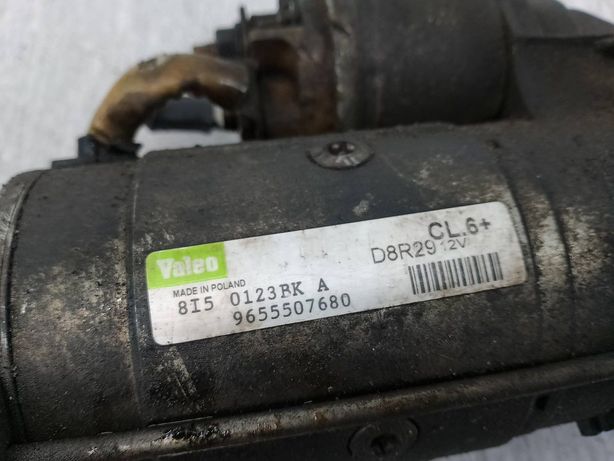 Valeo
CL.6+
MADE IN POLAND
D8R29 12V
8I5 0123BK A
9655507680